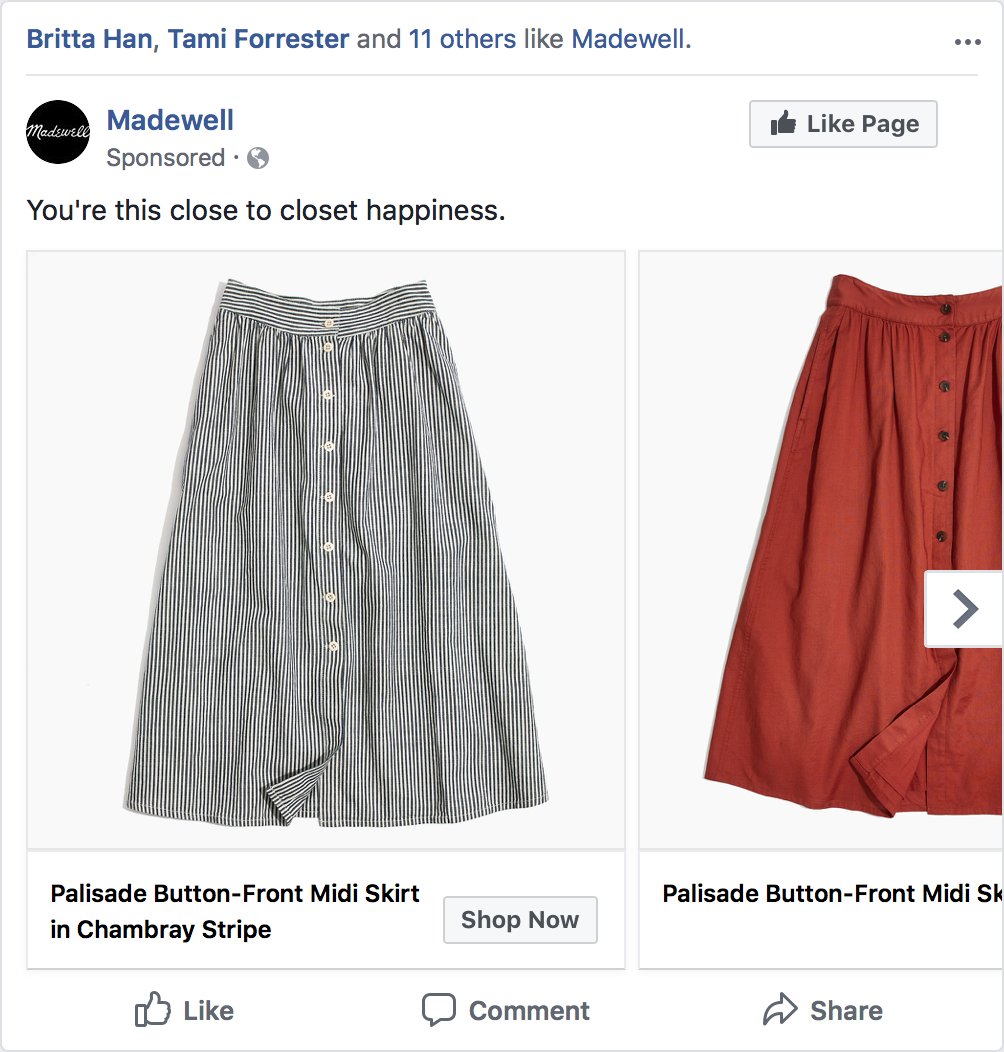 Britta Han, Tami Forrester and 11 others like Madewell.
Madewell
Madewell
Like Page
Sponsored ·
You're this close to closet happiness.
Palisade Button-Front Midi Skirt
in Chambray Stripe
Shop Now
Palisade Button-Front Midi Sk
Like
Comment
Share